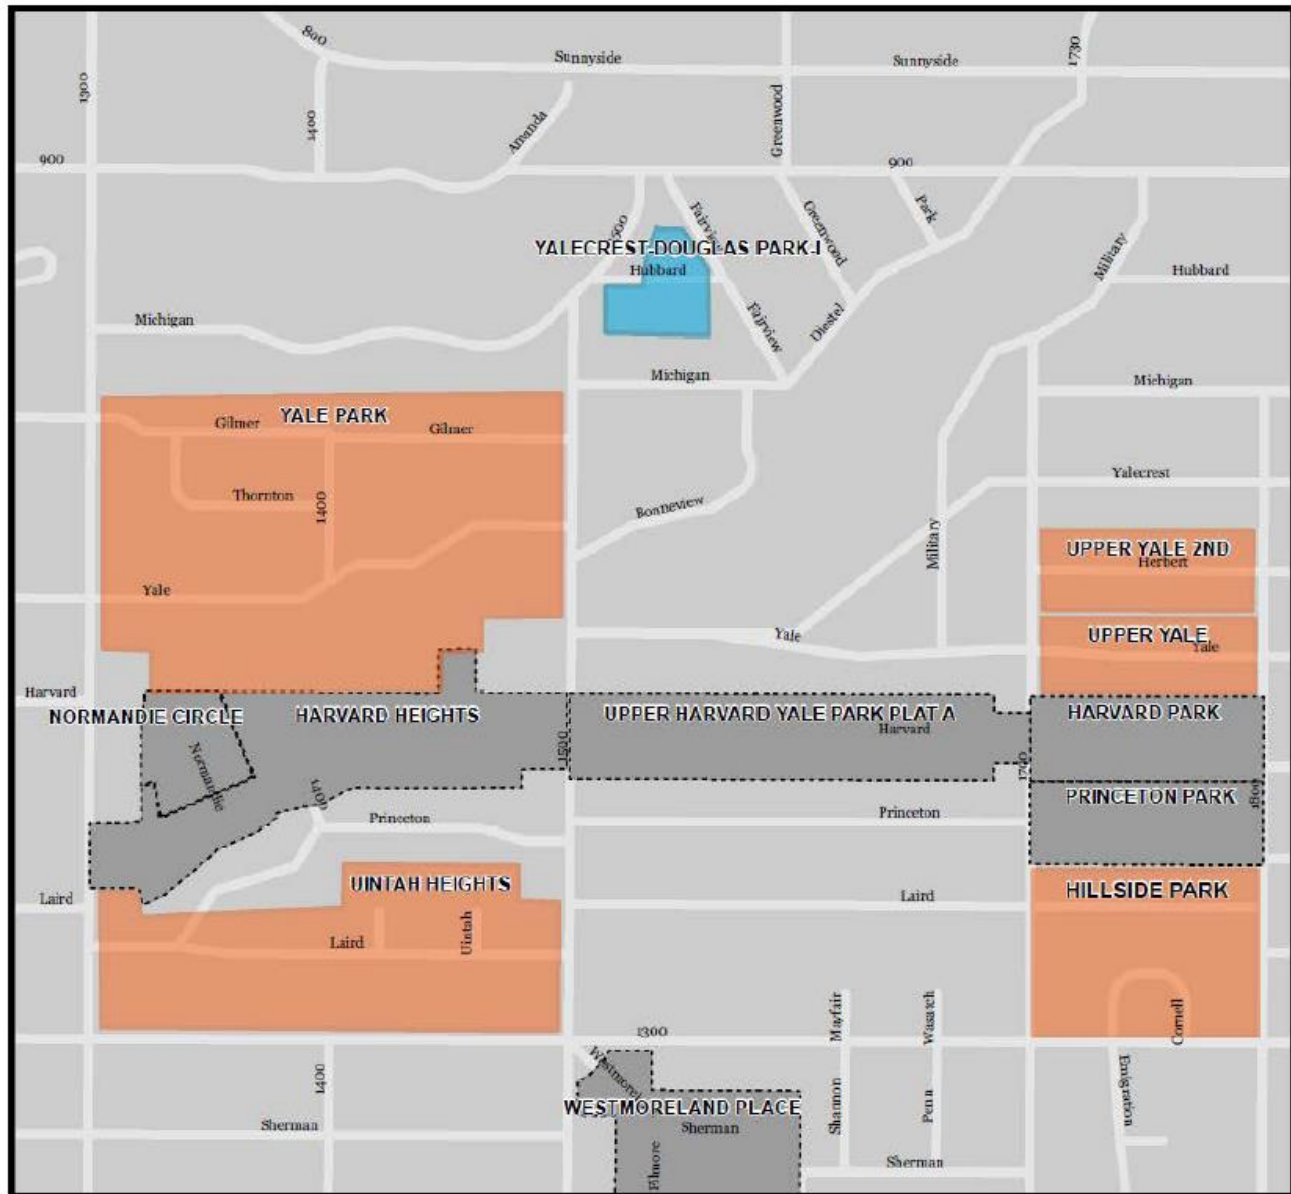 800
Sunnyside
Sunnyside
1730
1300
1400
Amanda
Greenwood
900
900
Park
1500
Fairview
Greenwood
Military
YALECREST-DOUGLAS PARK-I
Hubbard
Hubbard
Michigan
Fairview
Diestel
Michigan
Michigan
YALE PARK
Gilmer
Gilmer
Thornton
1400
Bonneview
Yalecrest
Military
UPPER YALE 2ND
Herbert
Yale
Yale
UPPER YALE
Yale
Harvard
NORMANDIE CIRCLE
HARVARD HEIGHTS
UPPER HARVARD YALE PARK PLAT A
HARVARD PARK
Harvard
1500
1700
Normandie
1400
PRINCETON PARK
1800
Princeton
Princeton
UINTAH HEIGHTS
HILLSIDE PARK
Laird
Laird
Laird
Uintah
Mayfair
Wasatch
Cornell
1300
Westmorel
1400
Shannon
Penn
Emigration
WESTMORELAND PLACE
Sherman
Sherman
Elmore
Sherman